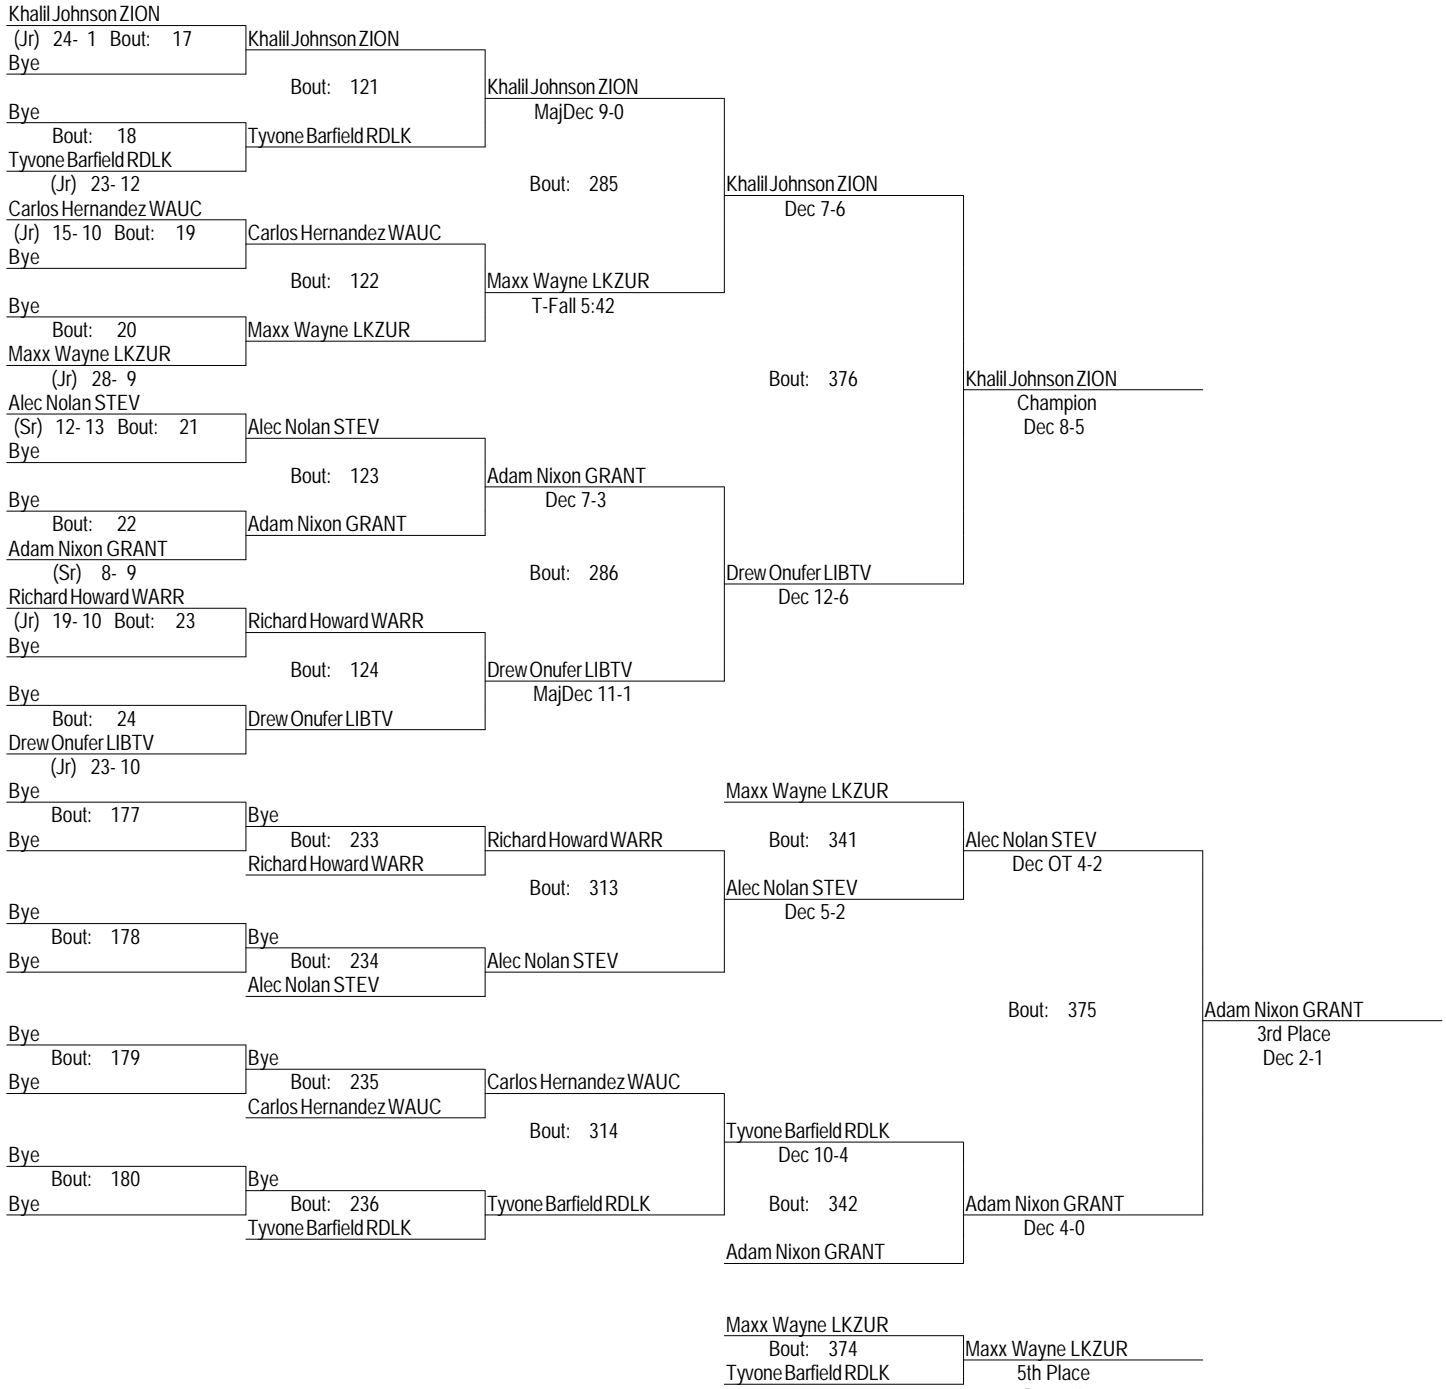 Khalil Johnson ZION
(Jr) 24- 1 Bout: 17 Khalil Johnson ZION
Bye
Bout: 121 Khalil Johnson ZION
Bye MajDec 9-0
Bout: 18 Tyvone Barfield RDLK
Tyvone Barfield RDLK
(Jr) 23- 12 Bout: 285 Khalil Johnson ZION
Carlos Hernandez WAUC Dec 7-6
(Jr) 15- 10 Bout: 19 Carlos Hernandez WAUC
Bye
Bout: 122 Maxx Wayne LKZUR
Bye T-Fall 5:42
Bout: 20 Maxx Wayne LKZUR
Maxx Wayne LKZUR
(Jr) 28- 9 Bout: 376 Khalil Johnson ZION
Alec Nolan STEV Champion
(Sr) 12- 13 Bout: 21 Alec Nolan STEV Dec 8-5
Bye
Bout: 123 Adam Nixon GRANT
Bye Dec 7-3
Bout: 22 Adam Nixon GRANT
Adam Nixon GRANT
(Sr) 8- 9 Bout: 286 Drew Onufer LIBTV
Richard Howard WARR Dec 12-6
(Jr) 19- 10 Bout: 23 Richard Howard WARR
Bye
Bout: 124 Drew Onufer LIBTV
Bye MajDec 11-1
Bout: 24 Drew Onufer LIBTV
Drew Onufer LIBTV
(Jr) 23- 10
Bye Maxx Wayne LKZUR
Bout: 177 Bye
Bye Bout: 233 Richard Howard WARR Bout: 341 Alec Nolan STEV
Richard Howard WARR Dec OT 4-2
Bout: 313 Alec Nolan STEV
Bye Dec 5-2
Bout: 178 Bye
Bye Bout: 234 Alec Nolan STEV
Alec Nolan STEV
Bout: 375 Adam Nixon GRANT
Bye 3rd Place
Bout: 179 Bye Dec 2-1
Bye Bout: 235 Carlos Hernandez WAUC
Carlos Hernandez WAUC
Bout: 314 Tyvone Barfield RDLK
Bye Dec 10-4
Bout: 180 Bye
Bye Bout: 236 Tyvone Barfield RDLK Bout: 342 Adam Nixon GRANT
Tyvone Barfield RDLK Dec 4-0
Adam Nixon GRANT
Maxx Wayne LKZUR
Bout: 374 Maxx Wayne LKZUR
Tyvone Barfield RDLK 5th Place